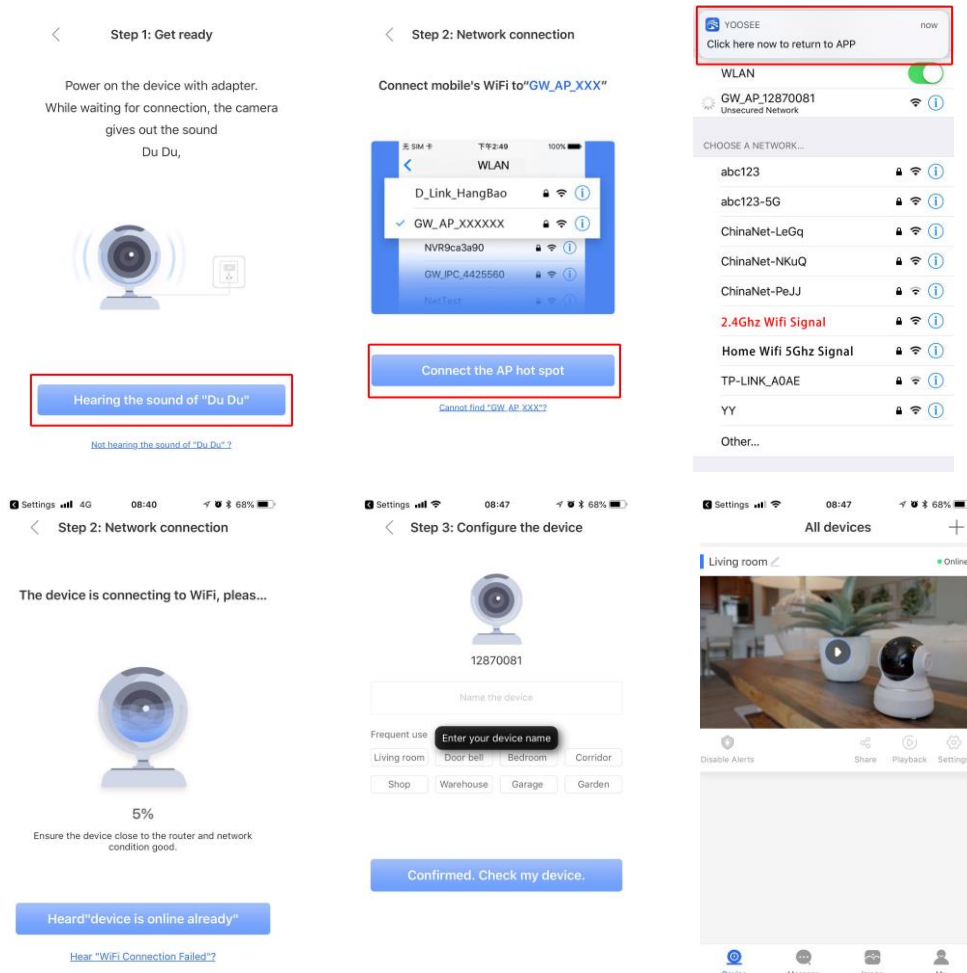 Step 1: Get ready
Power on the device with adapter.
While waiting for connection, the camera
gives out the sound
Du Du,
Hearing the sound of "Du Du"
Not hearing the sound of "Du Du" ?
Step 2: Network connection
Connect mobile's WiFi to"GW_AP_XXX"
无 SIM 卡 下午2:49 100%
WLAN
D_Link_HangBao
GW_AP_XXXXXX
NVR9ca3a90
GW_IPC_4425560
NetTest
Connect the AP hot spot
Cannot find "GW_AP_XXX"?
YOOSEE now
Click here now to return to APP
WLAN
GW_AP_12870081
Unsecured Network
CHOOSE A NETWORK...
abc123
abc123-5G
ChinaNet-LeGq
ChinaNet-NKuQ
ChinaNet-PeJJ
2.4Ghz Wifi Signal
Home Wifi 5Ghz Signal
TP-LINK_A0AE
YY
Other...
Settings 4G 08:40 68%
Step 2: Network connection
The device is connecting to WiFi, pleas...
5%
Ensure the device close to the router and network
condition good.
Heard"device is online already"
Hear "WiFi Connection Failed"?
Settings 08:47 68%
Step 3: Configure the device
12870081
Name the device
Frequent use
Enter your device name
Living room Door bell Bedroom Corridor
Shop Warehouse Garage Garden
Confirmed. Check my device.
Settings 08:47 68%
All devices
Living room Online
Disable Alerts Share Playback Settings